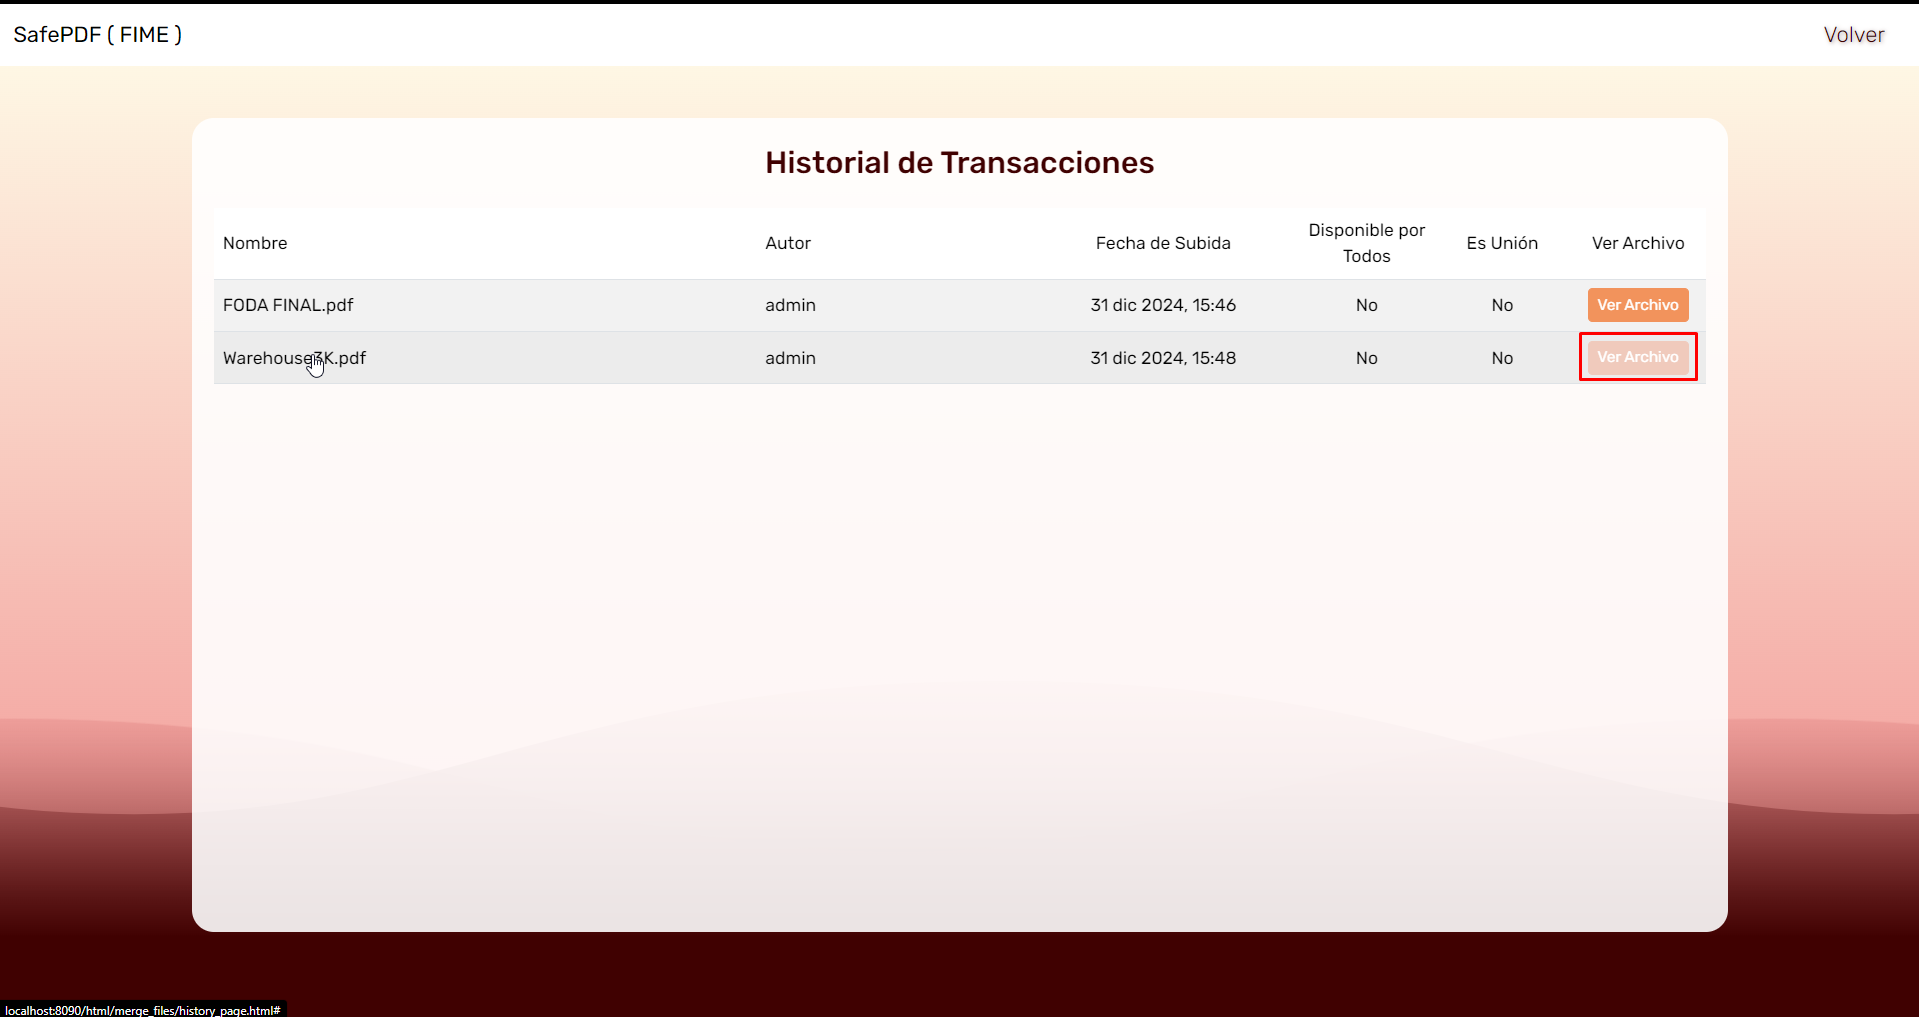 SafePDF ( FIME )
Volver
Historial de Transacciones
Nombre Autor Fecha de Subida Disponible por Todos Es Unión Ver Archivo
FODA FINAL.pdf admin 31 dic 2024, 15:46 No No Ver Archivo
Warehouse3K.pdf admin 31 dic 2024, 15:48 No No Ver Archivo
localhost:8090/html/merge_files/history_page.html#